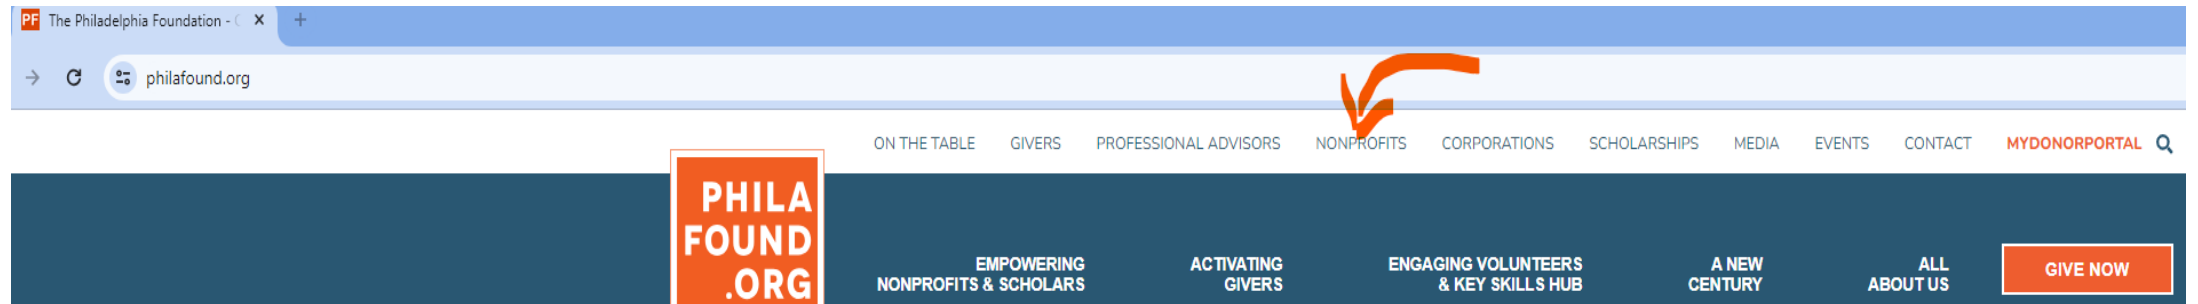 PF The Philadelphia Foundation -
philafound.org
ON THE TABLE GIVERS PROFESSIONAL ADVISORS NONPROFITS CORPORATIONS SCHOLARSHIPS MEDIA EVENTS CONTACT MYDONORPORTAL
PHILA
FOUND
.ORG
EMPOWERING
NONPROFITS & SCHOLARS
ACTIVATING
GIVERS
ENGAGING VOLUNTEERS
& KEY SKILLS HUB
A NEW
CENTURY
ALL
ABOUT US
GIVE NOW